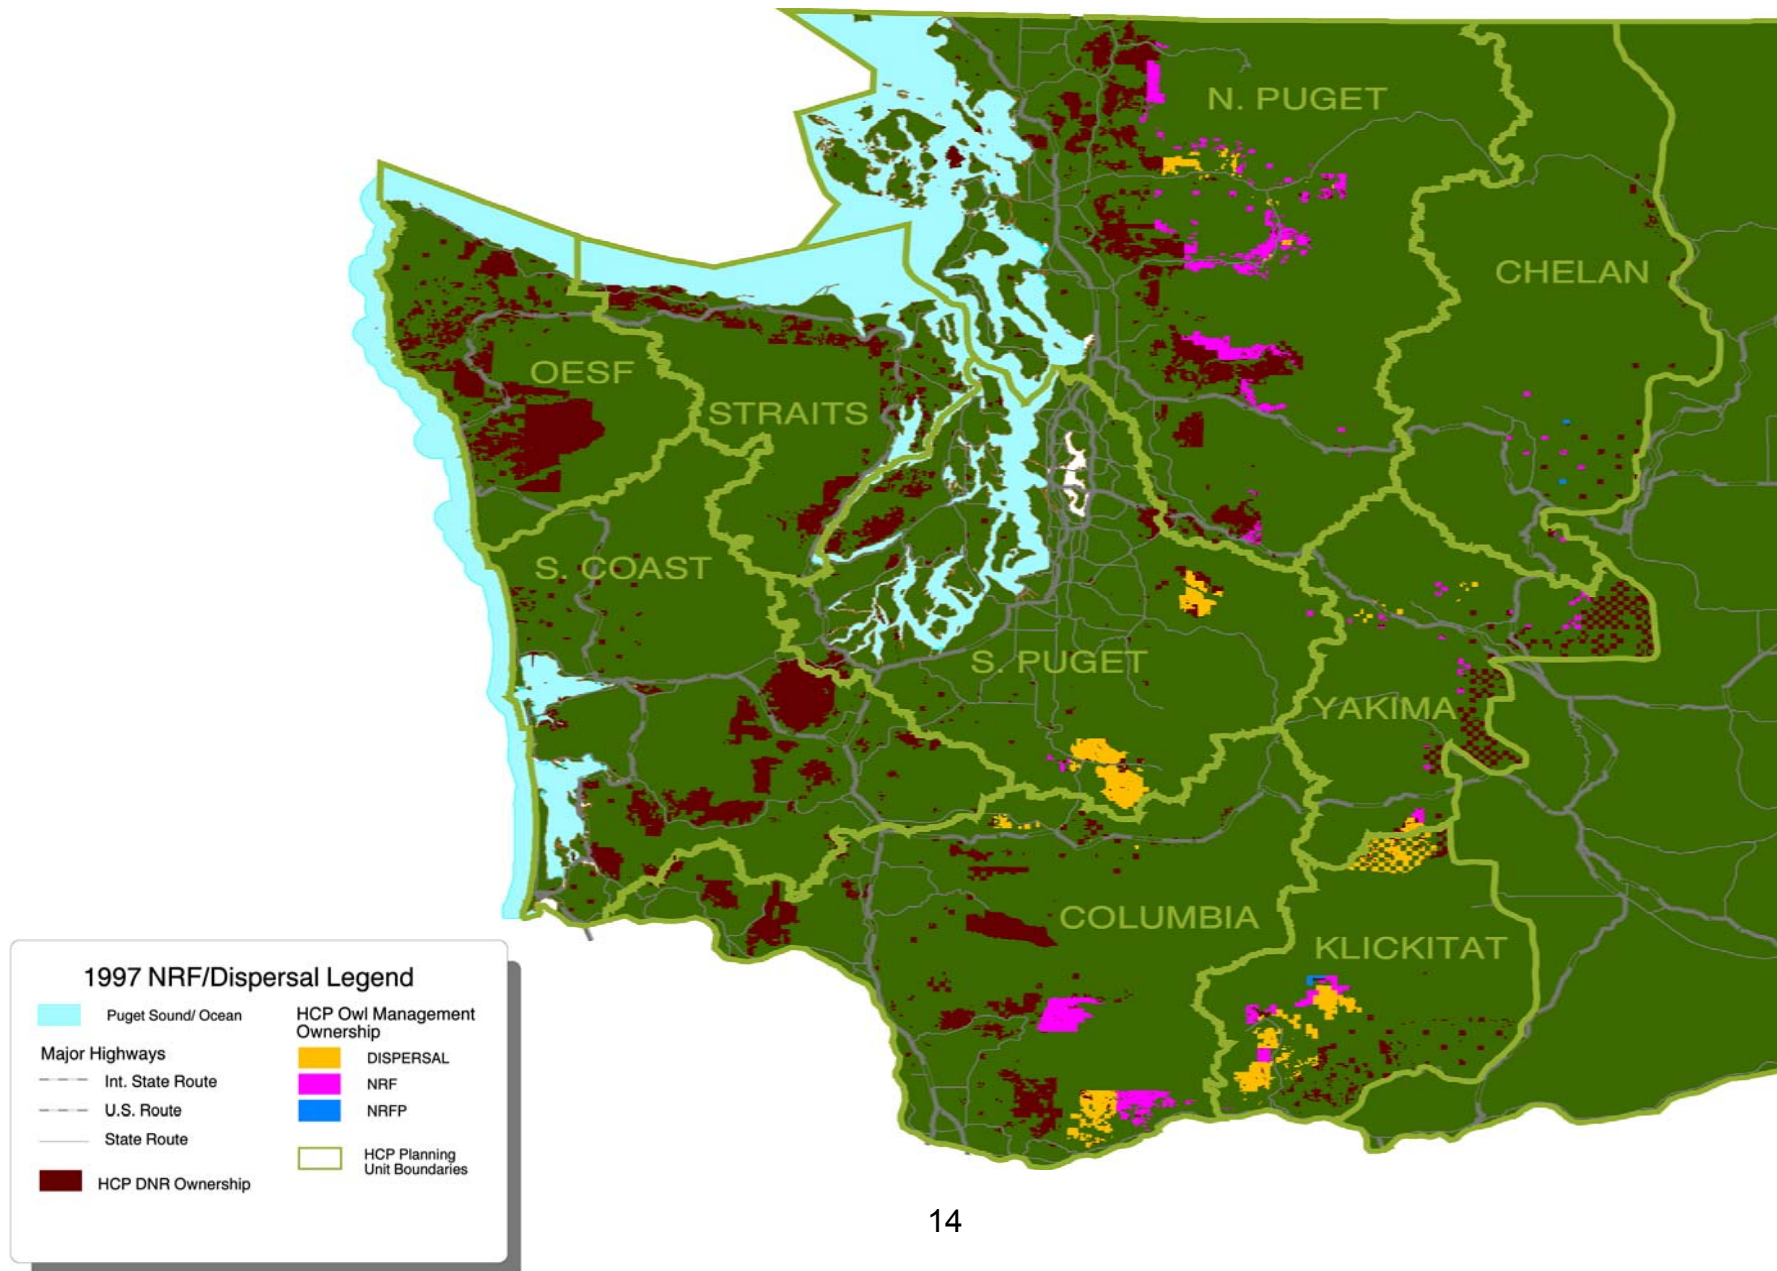 N. PUGET
CHELAN
OESF
STRAITS
S. COAST
S. PUGET
YAKIMA
COLUMBIA
KLICKITAT
1997 NRF/Dispersal Legend
Puget Sound/ Ocean
Major Highways
Int. State Route
U.S. Route
State Route
HCP DNR Ownership
HCP Owl Management
Ownership
DISPERSAL
NRF
NRFP
HCP Planning
Unit Boundaries
14